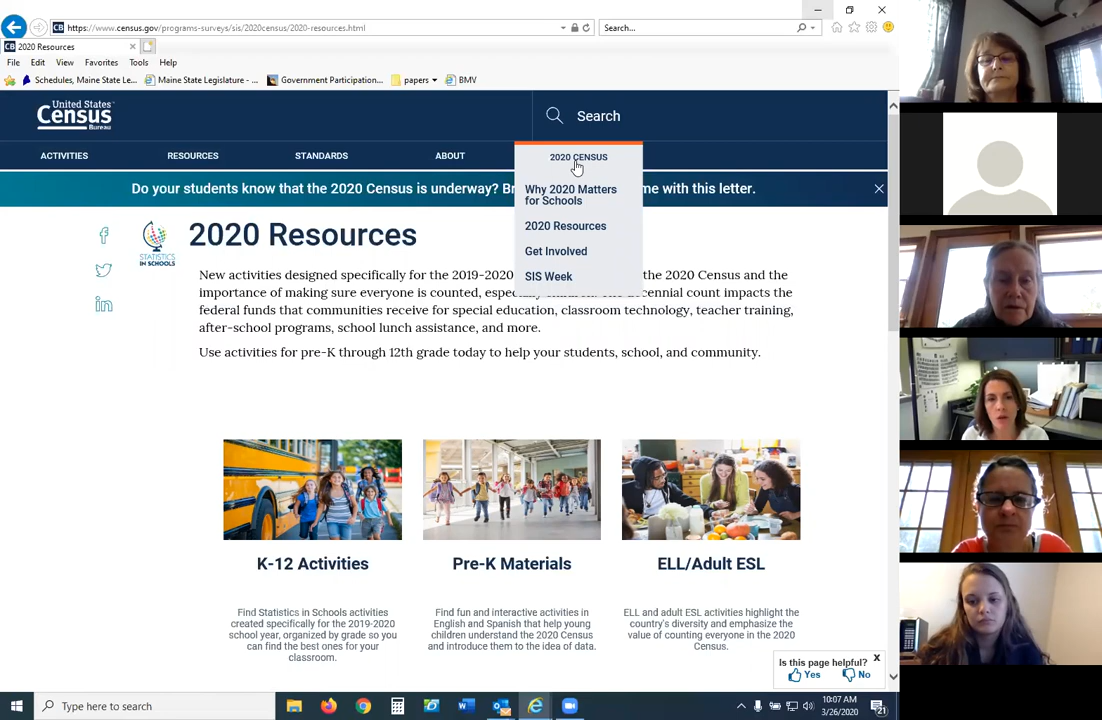 https://www.census.gov/programs-surveys/sis/2020census/2020-resources.html
Search...
2020 Resources
File Edit View Favorites Tools Help
Schedules, Maine State Le...
Maine State Legislature - ...
Government Participation...
papers
BMV
United States
Census
Bureau
Search
ACTIVITIES
RESOURCES
STANDARDS
ABOUT
2020 CENSUS
Do your students know that the 2020 Census is underway? Br
me with this letter.
Why 2020 Matters
for Schools
2020 Resources
Get Involved
SIS Week
STATISTICS
IN SCHOOLS
2020 Resources
New activities designed specifically for the 2019-2020
the 2020 Census and the
importance of making sure everyone is counted, especially children. The decennial count impacts the
federal funds that communities receive for special education, classroom technology, teacher training,
after-school programs, school lunch assistance, and more.
Use activities for pre-K through 12th grade today to help your students, school, and community.
K-12 Activities
Find Statistics in Schools activities
created specifically for the 2019-2020
school year, organized by grade so you
can find the best ones for your
classroom.
Pre-K Materials
Find fun and interactive activities in
English and Spanish that help young
children understand the 2020 Census
and introduce them to the idea of data.
ELL/Adult ESL
ELL and adult ESL activities highlight the
country's diversity and emphasize the
value of counting everyone in the 2020
Census.
Is this page helpful? X
Yes No
Type here to search
10:07 AM
3/26/2020
21